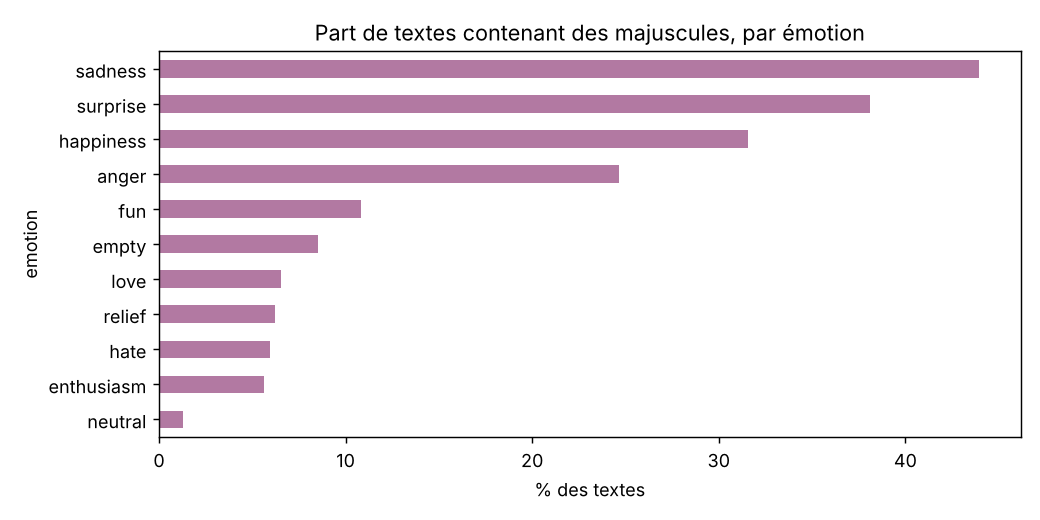 Part de textes contenant des majuscules, par émotion
emotion
sadness
surprise
happiness
anger
fun
empty
love
relief
hate
enthusiasm
neutral
0 10 20 30 40
% des textes